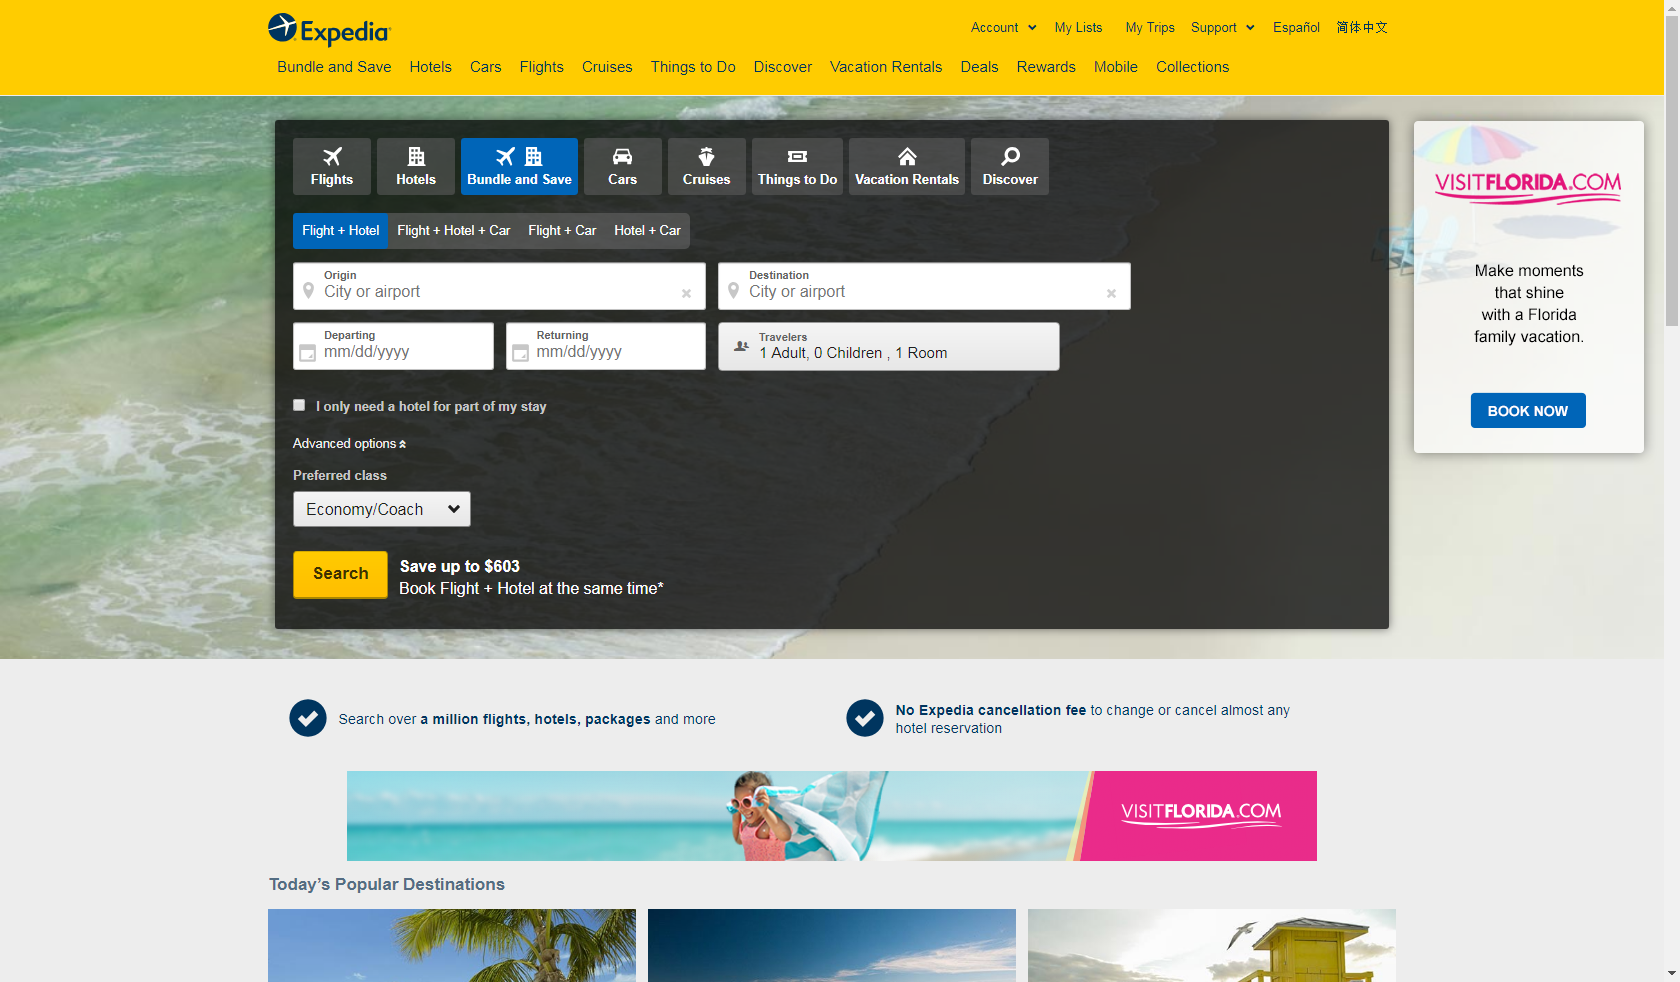 Expedia
Account
My Lists
My Trips
Support
Español
简体中文
Bundle and Save
Hotels
Cars
Flights
Cruises
Things to Do
Discover
Vacation Rentals
Deals
Rewards
Mobile
Collections
Flights
Hotels
Bundle and Save
Cars
Cruises
Things to Do
Vacation Rentals
Discover
Flight + Hotel
Flight + Hotel + Car
Flight + Car
Hotel + Car
Origin
City or airport
Destination
City or airport
Departing
mm/dd/yyyy
Returning
mm/dd/yyyy
Travelers
1 Adult, 0 Children , 1 Room
I only need a hotel for part of my stay
Advanced options
Preferred class
Economy/Coach
Search
Save up to $603
Book Flight + Hotel at the same time*
VISITFLORIDA.COM
Make moments
that shine
with a Florida
family vacation.
BOOK NOW
Search over a million flights, hotels, packages and more
No Expedia cancellation fee to change or cancel almost any
hotel reservation
VISITFLORIDA.COM
Today’s Popular Destinations